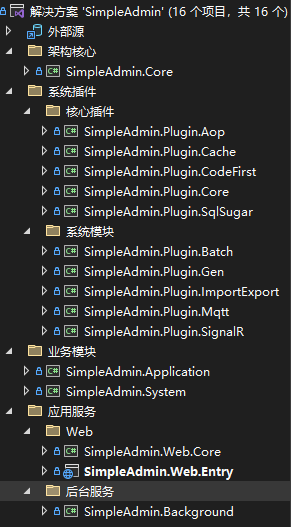 解决方案 'SimpleAdmin' (16 个项目，共 16 个)
外部源
架构核心
SimpleAdmin.Core
系统插件
核心插件
SimpleAdmin.Plugin.Aop
SimpleAdmin.Plugin.Cache
SimpleAdmin.Plugin.CodeFirst
SimpleAdmin.Plugin.Core
SimpleAdmin.Plugin.SqlSugar
系统模块
SimpleAdmin.Plugin.Batch
SimpleAdmin.Plugin.Gen
SimpleAdmin.Plugin.ImportExport
SimpleAdmin.Plugin.Mqtt
SimpleAdmin.Plugin.SignalR
业务模块
SimpleAdmin.Application
SimpleAdmin.System
应用服务
Web
SimpleAdmin.Web.Core
SimpleAdmin.Web.Entry
后台服务
SimpleAdmin.Background